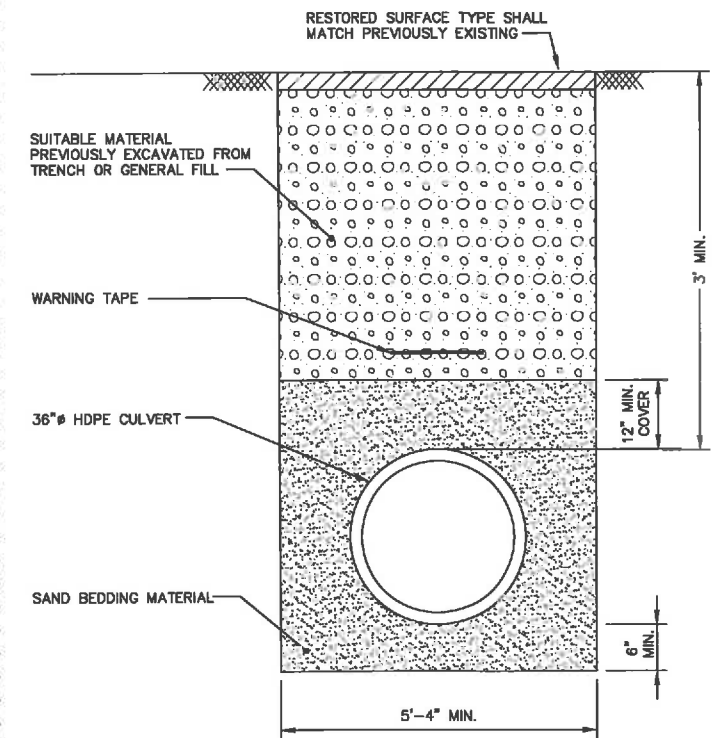 RESTORED SURFACE TYPE SHALL
MATCH PREVIOUSLY EXISTING
SUITABLE MATERIAL
PREVIOUSLY EXCAVATED FROM
TRENCH OR GENERAL FILL
3' MIN.
WARNING TAPE
12" MIN.
COVER
36"ø HDPE CULVERT
SAND BEDDING MATERIAL
6"
MIN.
5'-4" MIN.